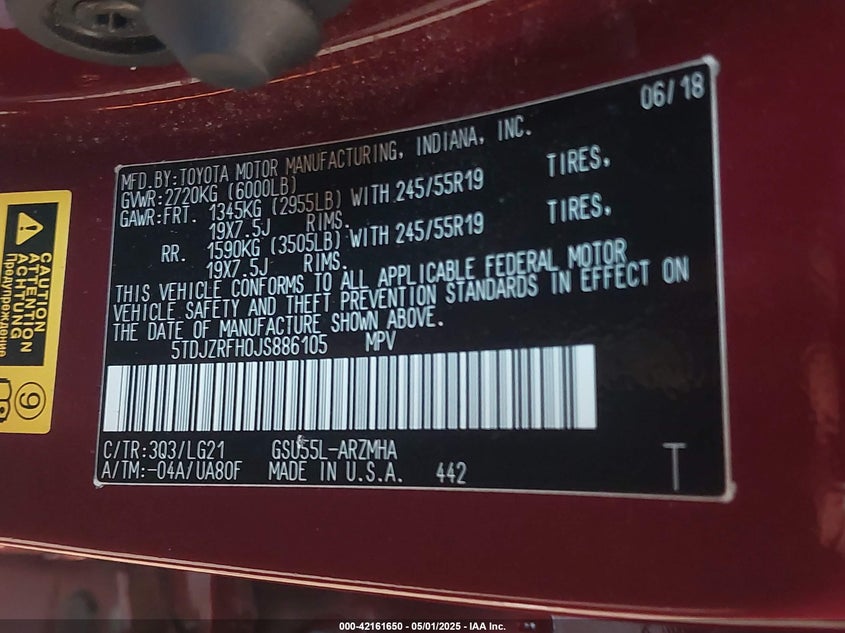 06/18
MFD.BY:TOYOTA MOTOR MANUFACTURING, INDIANA, INC.
GVWR:2720KG (6000LB)
GAWR:FRT. 1345KG (2955LB) WITH 245/55R19 TIRES,
19X7.5J RIMS.
RR. 1590KG (3505LB) WITH 245/55R19 TIRES,
19X7.5J RIMS.
THIS VEHICLE CONFORMS TO ALL APPLICABLE FEDERAL MOTOR
VEHICLE SAFETY AND THEFT PREVENTION STANDARDS IN EFFECT ON
THE DATE OF MANUFACTURE SHOWN ABOVE.
5TDJZRFH0JS886105 MPV
C/TR:3Q3/LG21 GSU55L-ARZMHA
A/TM:-04A/UA80F MADE IN U.S.A. 442
T
CAUTION
ATTENTION
ACHTUNG
Предупреждение
9
000-42161650 - 05/01/2025 - IAA Inc.